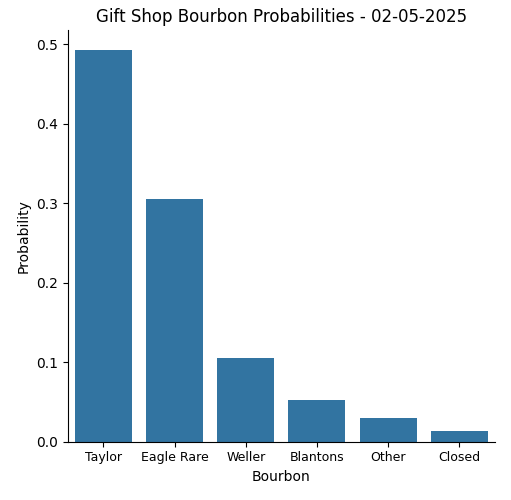 Gift Shop Bourbon Probabilities - 02-05-2025
0.5
0.4
0.3
0.2
0.1
0.0
Probability
Taylor Eagle Rare Weller Blantons Other Closed
Bourbon